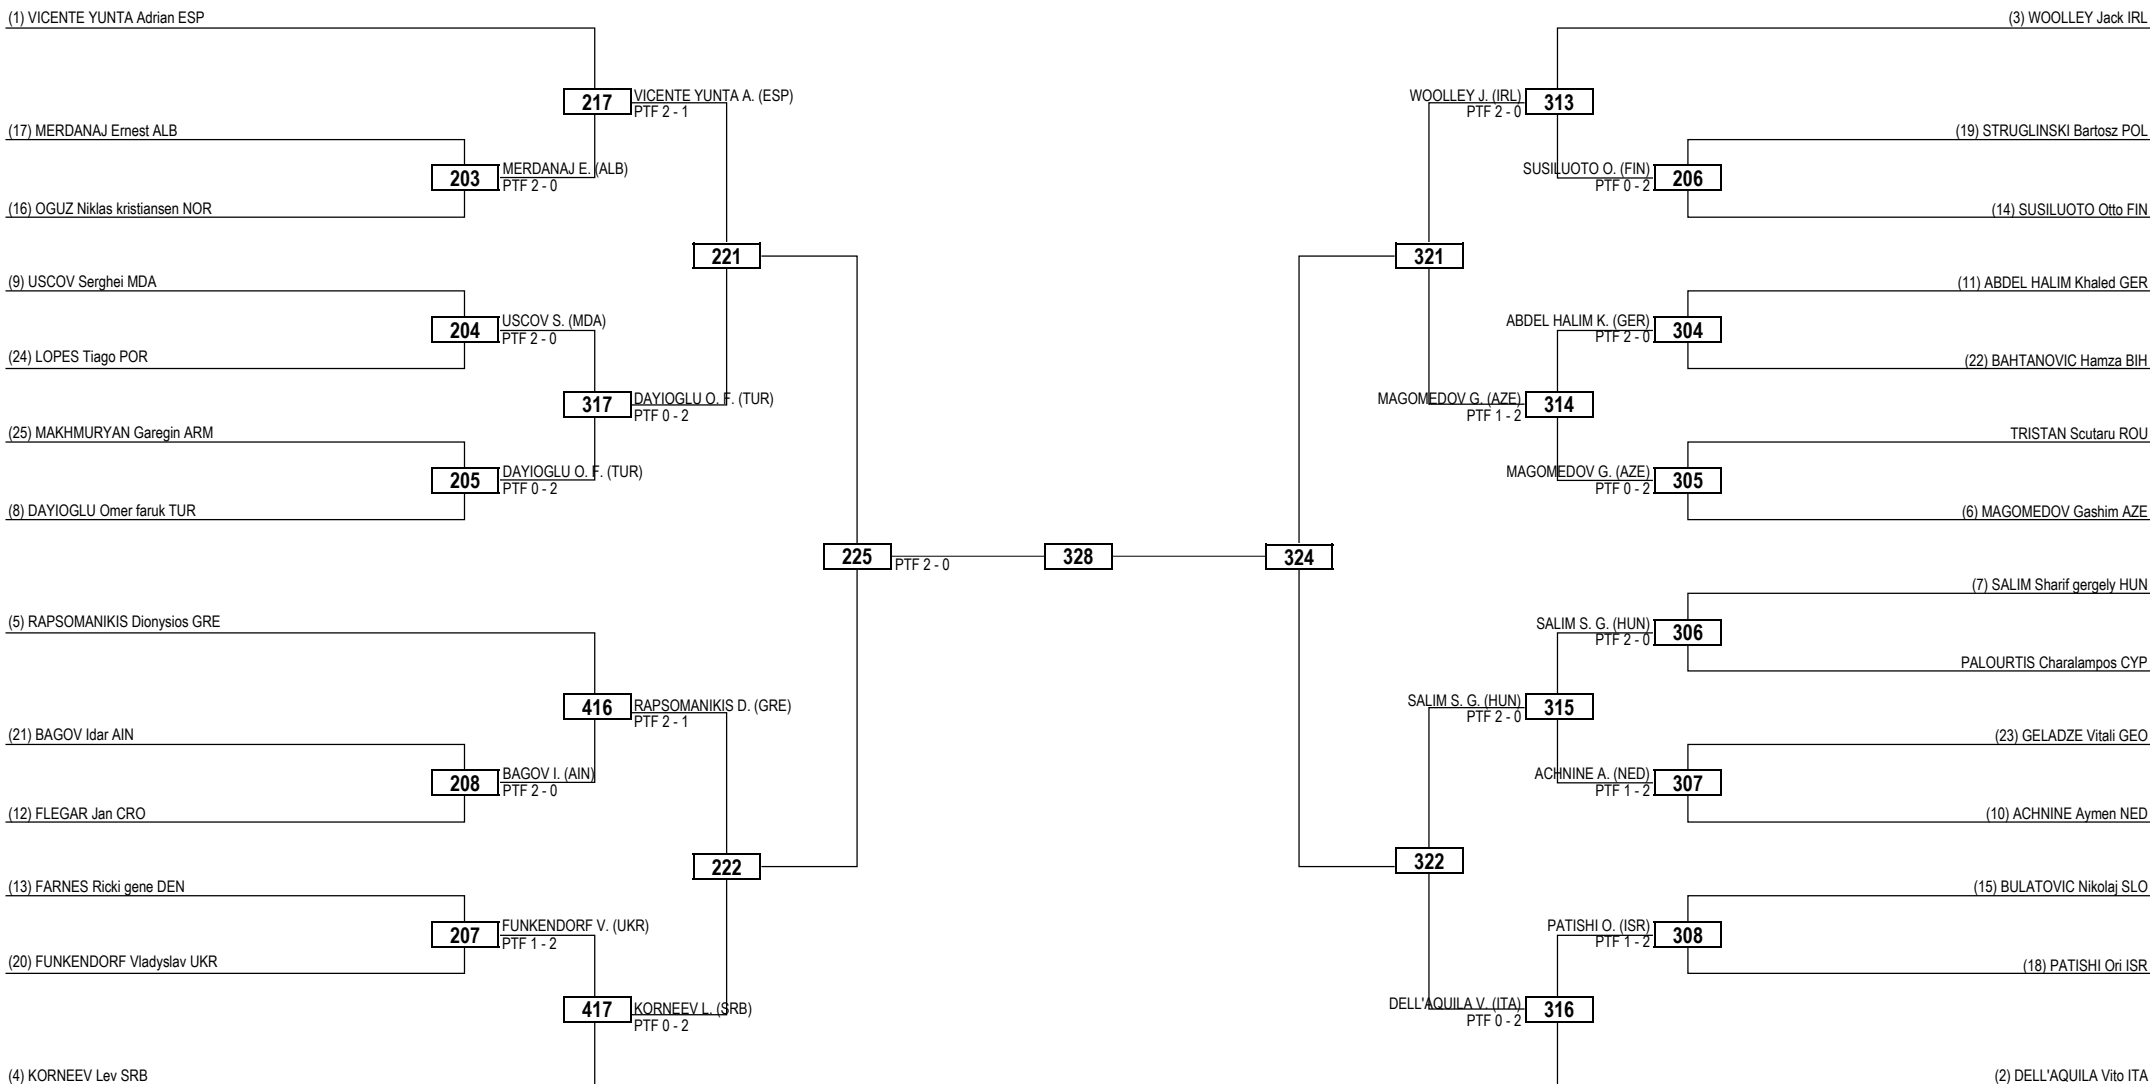 (1) VICENTE YUNTA Adrian ESP
217
VICENTE YUNTA A. (ESP)
PTF 2 - 1
(17) MERDANAJ Ernest ALB
203
MERDANAJ E. (ALB)
PTF 2 - 0
(16) OGUZ Niklas kristiansen NOR
221
(9) USCOV Serghei MDA
204
USCOV S. (MDA)
PTF 2 - 0
(24) LOPES Tiago POR
317
DAYIOGLU O. F. (TUR)
PTF 0 - 2
(25) MAKHMURYAN Garegin ARM
205
DAYIOGLU O. F. (TUR)
PTF 0 - 2
(8) DAYIOGLU Omer faruk TUR
225
PTF 2 - 0
(5) RAPSOMANIKIS Dionysios GRE
416
RAPSOMANIKIS D. (GRE)
PTF 2 - 1
(21) BAGOV Idar AIN
208
BAGOV I. (AIN)
PTF 2 - 0
(12) FLEGAR Jan CRO
222
(13) FARNES Ricki gene DEN
207
FUNKENDORF V. (UKR)
PTF 1 - 2
(20) FUNKENDORF Vladyslav UKR
417
KORNEEV L. (SRB)
PTF 0 - 2
(4) KORNEEV Lev SRB
328
(3) WOOLLEY Jack IRL
WOOLLEY J. (IRL)
PTF 2 - 0
313
(19) STRUGLINSKI Bartosz POL
SUSILUOTO O. (FIN)
PTF 0 - 2
206
(14) SUSILUOTO Otto FIN
321
(11) ABDEL HALIM Khaled GER
ABDEL HALIM K. (GER)
PTF 2 - 0
304
(22) BAHTANOVIC Hamza BIH
MAGOMEDOV G. (AZE)
PTF 1 - 2
314
TRISTAN Scutaru ROU
MAGOMEDOV G. (AZE)
PTF 0 - 2
305
(6) MAGOMEDOV Gashim AZE
324
(7) SALIM Sharif gergely HUN
SALIM S. G. (HUN)
PTF 2 - 0
306
PALOURTIS Charalampos CYP
SALIM S. G. (HUN)
PTF 2 - 0
315
(23) GELADZE Vitali GEO
ACHNINE A. (NED)
PTF 1 - 2
307
(10) ACHNINE Aymen NED
322
(15) BULATOVIC Nikolaj SLO
PATISHI O. (ISR)
PTF 1 - 2
308
(18) PATISHI Ori ISR
DELL'AQUILA V. (ITA)
PTF 0 - 2
316
(2) DELL'AQUILA Vito ITA